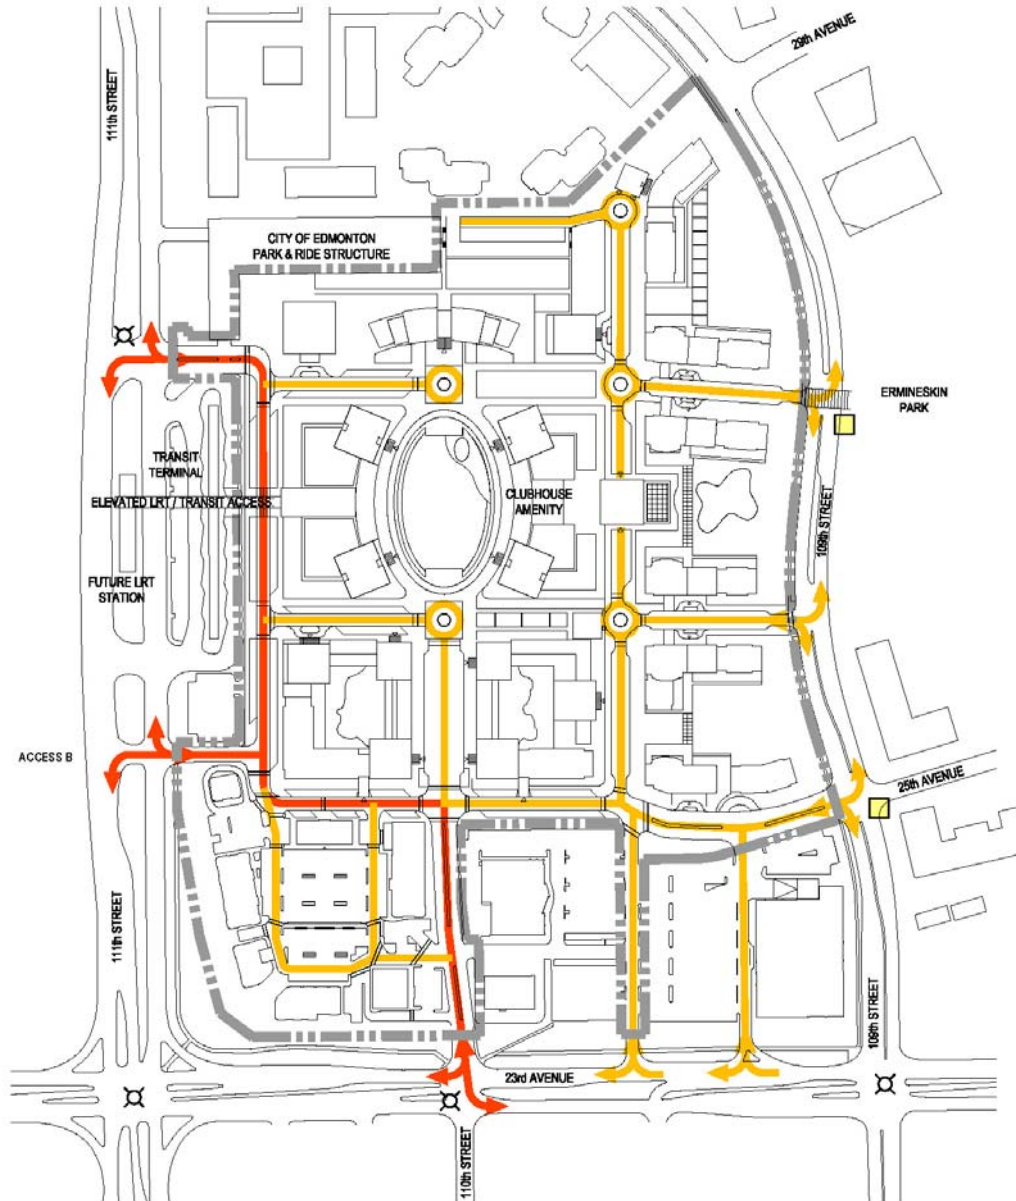 29th AVENUE
111th STREET
CITY OF EDMONTON
PARK & RIDE STRUCTURE
ERMINESKIN
PARK
TRANSIT
TERMINAL
ELEVATED LRT / TRANSIT ACCESS
CLUBHOUSE
AMENITY
109th STREET
FUTURE LRT
STATION
ACCESS B
25th AVENUE
111th STREET
109th STREET
23rd AVENUE
110th STREET